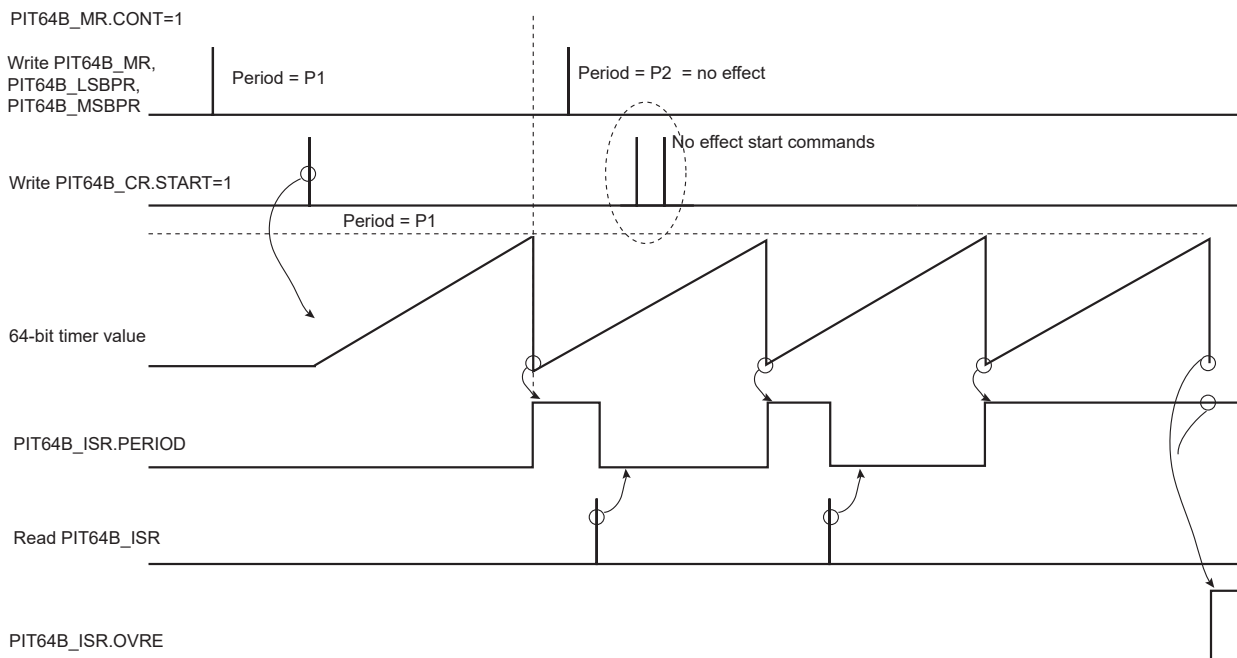 PIT64B_MR.CONT=1
Write PIT64B_MR,
PIT64B_LSBPR,
PIT64B_MSBPR
Period = P1
Period = P2 = no effect
No effect start commands
Write PIT64B_CR.START=1
Period = P1
64-bit timer value
PIT64B_ISR.PERIOD
Read PIT64B_ISR
PIT64B_ISR.OVRE